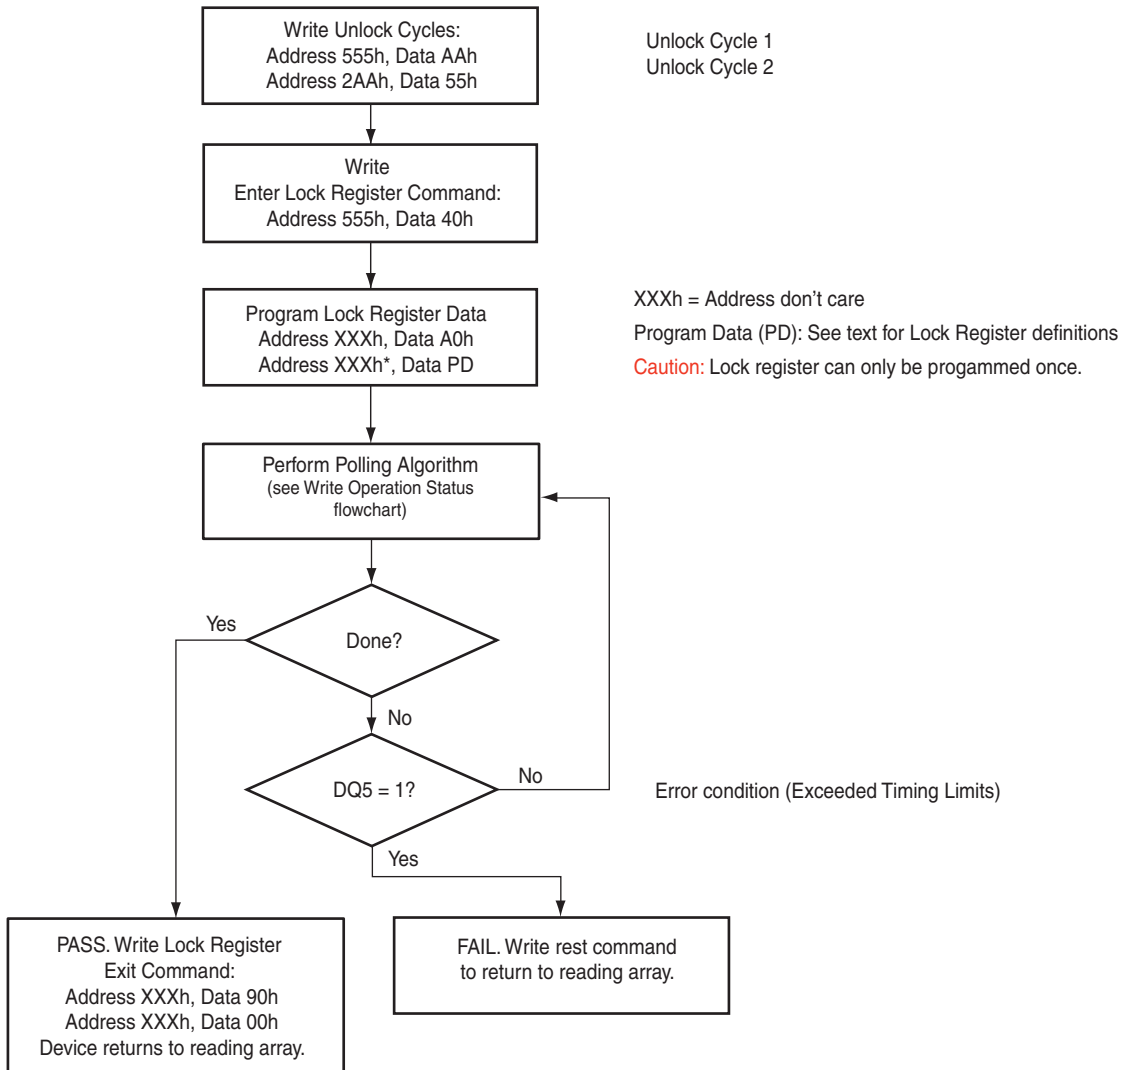 Write Unlock Cycles:
Address 555h, Data AAh
Address 2AAh, Data 55h
Unlock Cycle 1
Unlock Cycle 2
Write
Enter Lock Register Command:
Address 555h, Data 40h
Program Lock Register Data
Address XXXh, Data A0h
Address XXXh*, Data PD
XXXh = Address don't care
Program Data (PD): See text for Lock Register definitions
Caution: Lock register can only be progammed once.
Perform Polling Algorithm
(see Write Operation Status
flowchart)
Yes
Done?
No
DQ5 = 1?
No
Error condition (Exceeded Timing Limits)
Yes
PASS. Write Lock Register
Exit Command:
Address XXXh, Data 90h
Address XXXh, Data 00h
Device returns to reading array.
FAIL. Write rest command
to return to reading array.